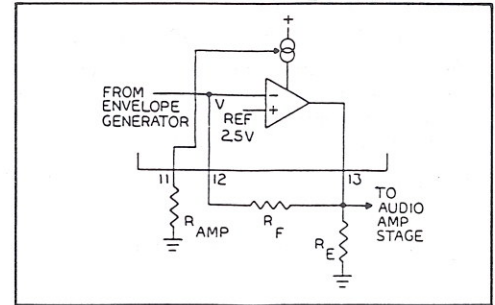 +
FROM
ENVELOPE
GENERATOR
V
-
+
REF
2.5V
11
12
13
R AMP
R F
R E
TO
AUDIO
AMP
STAGE